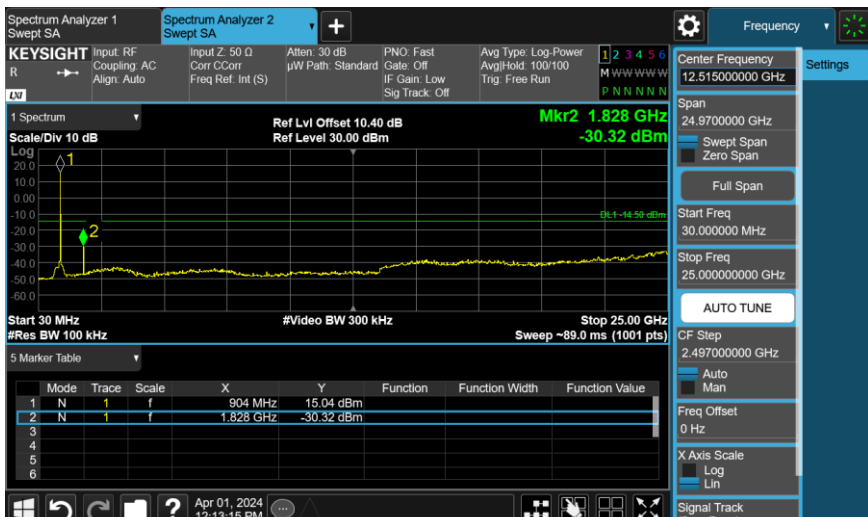 Spectrum Analyzer 1
Swept SA
Spectrum Analyzer 2
Swept SA
+
Frequency
KEYSIGHT
R
LXI
Input: RF
Coupling: AC
Align: Auto
Input Z: 50 Ω
Corr CCorr
Freq Ref: Int (S)
Atten: 30 dB
µW Path: Standard
PNO: Fast
Gate: Off
IF Gain: Low
Sig Track: Off
Avg Type: Log-Power
Avg|Hold: 100/100
Trig: Free Run
1 2 3 4 5 6
M W W W W W
P N N N N N
1 Spectrum
Scale/Div 10 dB
Ref Lvl Offset 10.40 dB
Ref Level 30.00 dBm
Mkr2 1.828 GHz
-30.32 dBm
Log
20.0
10.0
0.00
-10.0
-20.0
-30.0
-40.0
-50.0
-60.0
1
2
DL1 -14.50 dBm
Start 30 MHz
#Video BW 300 kHz
Stop 25.00 GHz
#Res BW 100 kHz
Sweep ~89.0 ms (1001 pts)
5 Marker Table
Mode Trace Scale X Y Function Function Width Function Value
1 N 1 f 904 MHz 15.04 dBm
2 N 1 f 1.828 GHz -30.32 dBm
3
4
5
6
?
Apr 01, 2024
12:13:15 PM
Center Frequency
12.515000000 GHz
Settings
Span
24.9700000 GHz
Swept Span
Zero Span
Full Span
Start Freq
30.000000 MHz
Stop Freq
25.000000000 GHz
AUTO TUNE
CF Step
2.497000000 GHz
Auto
Man
Freq Offset
0 Hz
X Axis Scale
Log
Lin
Signal Track